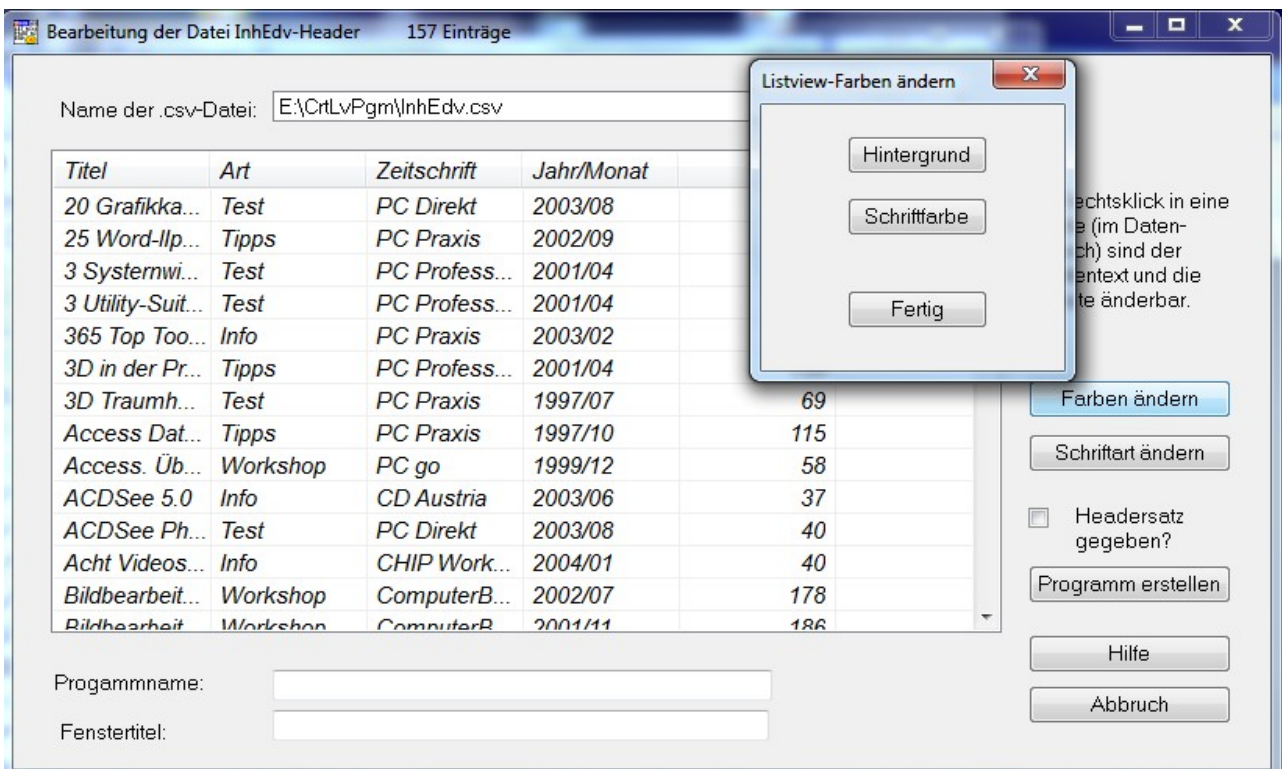 Bearbeitung der Datei InhEdv-Header 157 Einträge
Name der .csv-Datei: E:\CrtLvPgm\InhEdv.csv
Listview-Farben ändern
Hintergrund
Schriftfarbe
Fertig
Titel Art Zeitschrift Jahr/Monat
20 Grafikka... Test PC Direkt 2003/08
25 Word-IIp... Tipps PC Praxis 2002/09
3 Systemwi... Test PC Profess... 2001/04
3 Utility-Suit... Test PC Profess... 2001/04
365 Top Too... Info PC Praxis 2003/02
3D in der Pr... Tipps PC Profess... 2001/04
3D Traumh... Test PC Praxis 1997/07 69
Access Dat... Tipps PC Praxis 1997/10 115
Access. Üb... Workshop PC go 1999/12 58
ACDSee 5.0 Info CD Austria 2003/06 37
ACDSee Ph... Test PC Direkt 2003/08 40
Acht Videos... Info CHIP Work... 2004/01 40
Bildbearbeit... Workshop ComputerB... 2002/07 178
Bildbearbeit Workshop ComputerB 2001/11 186
echtsklick in eine
e (im Daten-
ch) sind der
entext und die
te änderbar.
Farben ändern
Schriftart ändern
Headersatz
gegeben?
Programm erstellen
Hilfe
Abbruch
Progammname:
Fenstertitel: